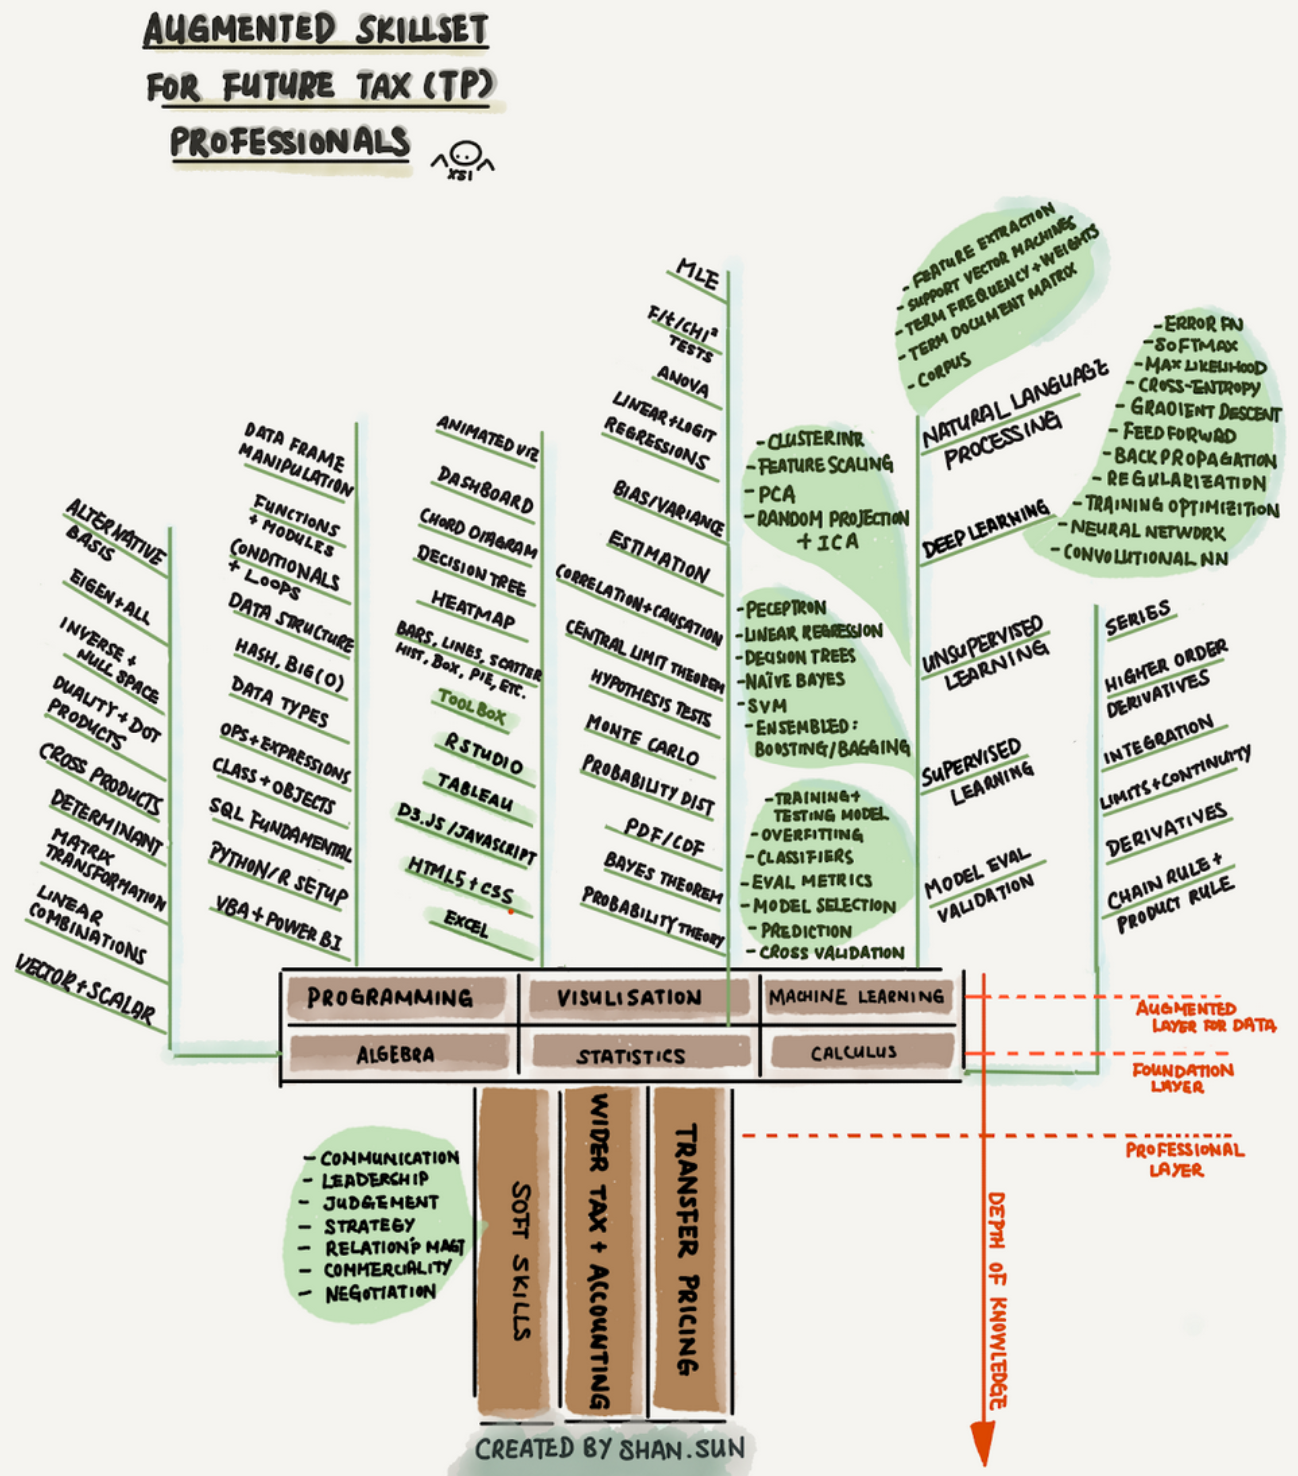 AUGMENTED SKILLSET
FOR FUTURE TAX (TP)
PROFESSIONALS
XSI
ALTERNATIVE
BASIS
EIGEN+ALL
INVERSE +
NULL SPACE
DUALITY + DOT
PRODUCTS
CROSS PRODUCTS
DETERMINANT
MATRIX
TRANSFORMATION
LINEAR
COMBINATIONS
VECTOR+SCALAR
DATA FRAME
MANIPULATION
FUNCTIONS
+ MODULES
CONDITIONALS
+ LOOPS
DATA STRUCTURE
HASH, BIG(O)
DATA TYPES
OPS+EXPRESSIONS
CLASS+OBJECTS
SQL FUNDAMENTAL
PYTHON/R SETUP
VBA+POWER BI
ANIMATED VIZ
DASHBOARD
CHORD DIAGRAM
DECISION TREE
HEATMAP
BARS, LINES, SCATTER
HIST, BOX, PIE, ETC.
TOOLBOX
RSTUDIO
TABLEAU
D3.JS/JAVASCRIPT
HTML5+CSS
EXCEL
MLE
F/t/CHI²
TESTS
ANOVA
LINEAR+LOGIT
REGRESSIONS
BIAS/VARIANCE
ESTIMATION
CORRELATION+CAUSATION
CENTRAL LIMIT THEOREM
HYPOTHESIS TESTS
MONTE CARLO
PROBABILITY DIST
PDF/CDF
BAYES THEOREM
PROBABILITY THEORY
- FEATURE EXTRACTION
- SUPPORT VECTOR MACHINES
- TERM FREQUENCY+WEIGHTS
- TERM DOCUMENT MATRIX
- CORPUS
NATURAL LANGUAGE
PROCESSING
- ERROR FN
- SOFTMAX
- MAX LIKELIHOOD
- CROSS-ENTROPY
- GRADIENT DESCENT
- FEEDFORWAD
- BACKPROPAGATION
- REGULARIZATION
- TRAINING OPTIMIZITION
- NEURAL NETWORK
- CONVOLUTIONAL NN
DEEP LEARNING
- CLUSTERINR
- FEATURE SCALING
- PCA
- RANDOM PROJECTION
+ ICA
UNSUPERVISED
LEARNING
- PECEPTRON
- LINEAR REGRESSION
- DECISION TREES
- NAÏVE BAYES
- SVM
- ENSEMBLED:
BOOSTING/BAGGING
SUPERVISED
LEARNING
- TRAINING+
TESTING MODEL
- OVERFITTING
- CLASSIFIERS
- EVAL METRICS
- MODEL SELECTION
- PREDICTION
- CROSS VALIDATION
MODEL EVAL
VALIDATION
SERIES
HIGHER ORDER
DERIVATIVES
INTEGRATION
LIMITS+CONTINUITY
DERIVATIVES
CHAIN RULE+
PRODUCT RULE
PROGRAMMING
VISULISATION
MACHINE LEARNING
ALGEBRA
STATISTICS
CALCULUS
AUGMENTED
LAYER FOR DATA
FOUNDATION
LAYER
PROFESSIONAL
LAYER
DEPTH OF KNOWLEDGE
- COMMUNICATION
- LEADERSHIP
- JUDGEMENT
- STRATEGY
- RELATION'P MAGT
- COMMERCIALITY
- NEGOTIATION
SOFT SKILLS
WIDER TAX + ACCOUNTING
TRANSFER PRICING
CREATED BY SHAN.SUN